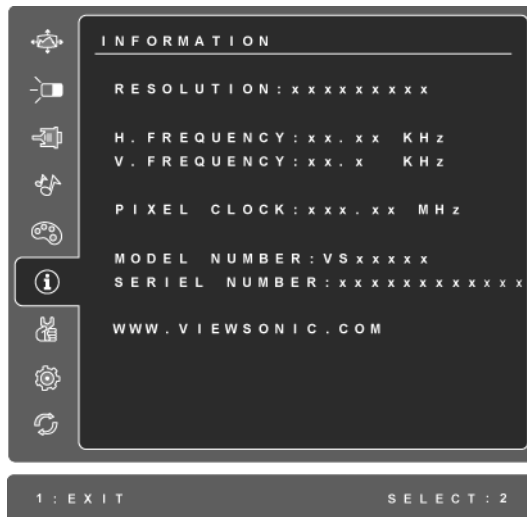 INFORMATION
RESOLUTION:xxxxxxxxx
H.FREQUENCY:xx.xx KHz
V.FREQUENCY:xx.x KHz
PIXEL CLOCK:xxx.xx MHz
MODEL NUMBER:VSxxxxx
SERIEL NUMBER:xxxxxxxxxxxx
WWW.VIEWSONIC.COM
1:EXIT SELECT:2